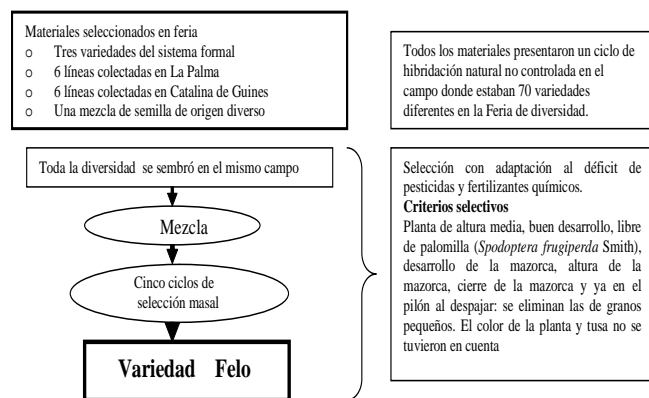 Materiales seleccionados en feria
o Tres variedades del sistema formal
o 6 líneas colectadas en La Palma
o 6 líneas colectadas en Catalina de Guines
o Una mezcla de semilla de origen diverso
Todos los materiales presentaron un ciclo de
hibridación natural no controlada en el
campo donde estaban 70 variedades
diferentes en la Feria de diversidad.
Toda la diversidad se sembró en el mismo campo
Mezcla
Cinco ciclos de
selección masal
Variedad Felo
Selección con adaptación al déficit de
pesticidas y fertilizantes químicos.
Criterios selectivos
Planta de altura media, buen desarrollo, libre
de palomilla (Spodoptera frugiperda Smith),
desarrollo de la mazorca, altura de la
mazorca, cierre de la mazorca y ya en el
pilón al despajar: se eliminan las de granos
pequeños. El color de la planta y tusa no se
tuvieron en cuenta